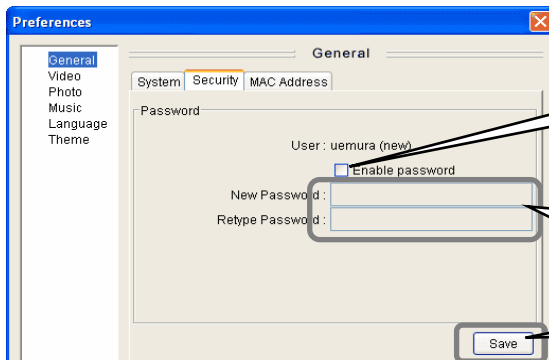 Preferences
General
Video
Photo
Music
Language
Theme
General
System Security MAC Address
Password
User : uemura (new)
Enable password
New Password :
Retype Password :
Save